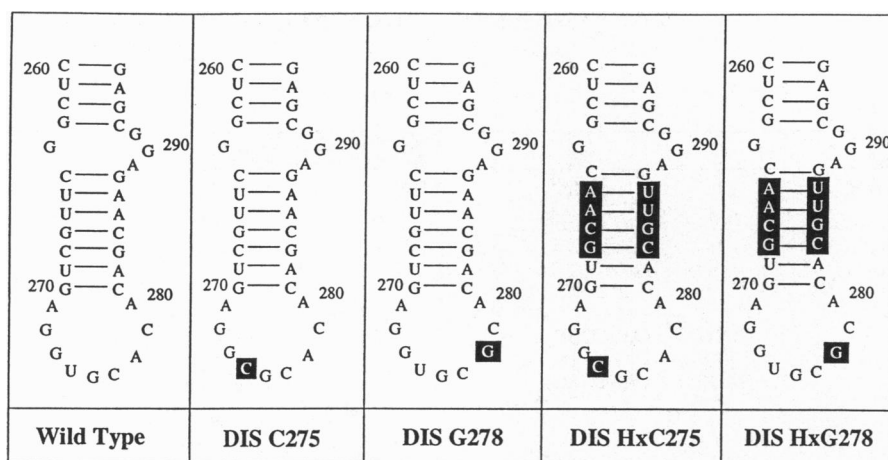 260 C G
U A
C G
G C
G
G G 290
A
C G
U A
U A
G C
C G
U A
270 G C
A A 280
G C
G A
U G C
Wild Type
260 C G
U A
C G
G C
G
G G 290
A
C G
U A
U A
G C
C G
U A
270 G C
A A 280
G C
G A
C G C
DIS C275
260 C G
U A
C G
G C
G
G G 290
A
C G
U A
U A
G C
C G
U A
270 G C
A A 280
G C
G G
U G C
DIS G278
260 C G
U A
C G
G C
G
G G 290
A
C G
A U
A U
C G
G C
U A
270 G C
A A 280
G C
G A
C G C
DIS HxC275
260 C G
U A
C G
G C
G
G G 290
A
C G
A U
A U
C G
G C
U A
270 G C
A A 280
G C
G G
U G C
DIS HxG278